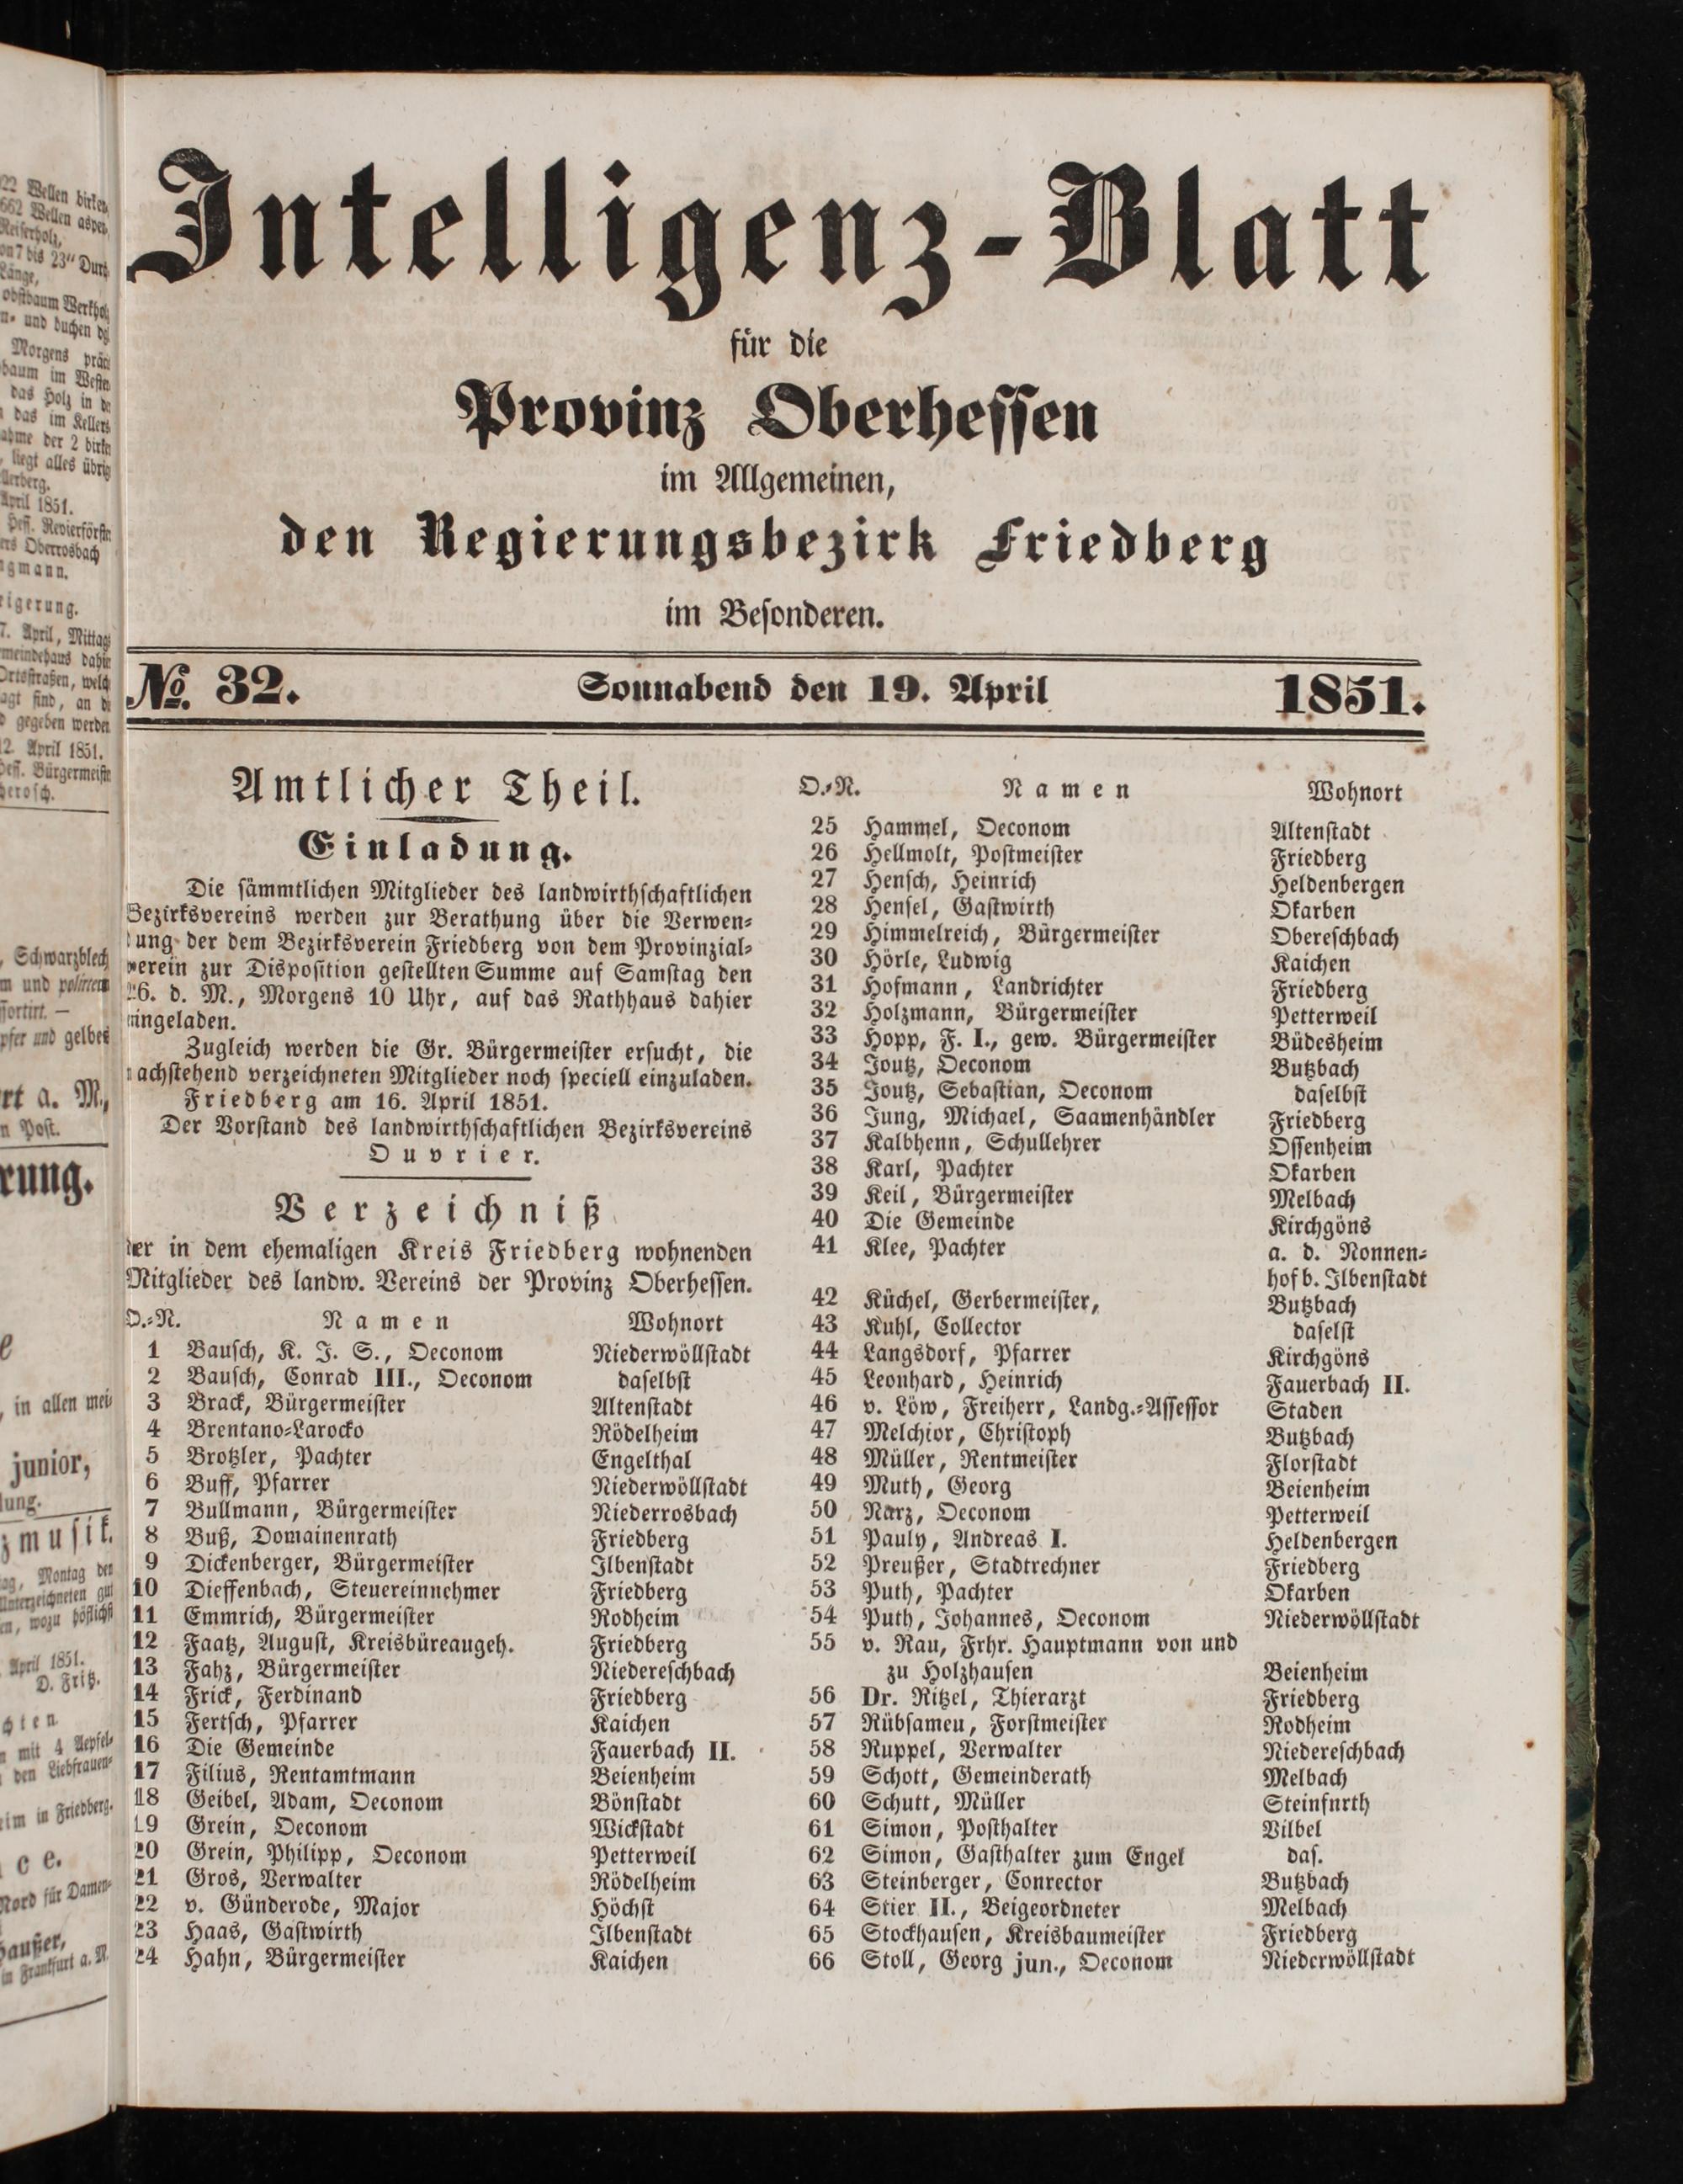 Intelligenz-Blatt
für die
Provinz Oberhessen
im Allgemeinen,
den Regierungsbezirk Friedberg
im Besonderen.
No. 32. Sonnabend den 19. April 1851.
Amtlicher Theil.
Einladung.
Die sämmtlichen Mitglieder des landwirthschaftlichen
Bezirksvereins werden zur Berathung über die Verwen-
dung der dem Bezirksverein Friedberg von dem Provinzial-
verein zur Disposition gestellten Summe auf Samstag den
26. d. M., Morgens 10 Uhr, auf das Rathhaus dahier
eingeladen.
Zugleich werden die Gr. Bürgermeister ersucht, die
nachstehend verzeichneten Mitglieder noch speciell einzuladen.
Friedberg am 16. April 1851.
Der Vorstand des landwirthschaftlichen Bezirksvereins
Ouvrier.
Verzeichniß
der in dem ehemaligen Kreis Friedberg wohnenden
Mitglieder des landw. Vereins der Provinz Oberhessen.
O.-N. Namen Wohnort
1 Bausch, K. J. S., Oeconom Niederwöllstadt
2 Bausch, Conrad III., Oeconom daselbst
3 Brack, Bürgermeister Altenstadt
4 Brentano-Larocko Rödelheim
5 Brotzler, Pachter Engelthal
6 Buff, Pfarrer Niederwöllstadt
7 Bullmann, Bürgermeister Niederrosbach
8 Buß, Domainenrath Friedberg
9 Dickenberger, Bürgermeister Ilbenstadt
10 Dieffenbach, Steuereinnehmer Friedberg
11 Emmrich, Bürgermeister Rodheim
12 Faatz, August, Kreisbüreaugeh. Friedberg
13 Fahz, Bürgermeister Niedereschbach
14 Frick, Ferdinand Friedberg
15 Fertsch, Pfarrer Kaichen
16 Die Gemeinde Fauerbach II.
17 Filius, Rentamtmann Beienheim
18 Geibel, Adam, Oeconom Bönstadt
19 Grein, Oeconom Wickstadt
20 Grein, Philipp, Oeconom Petterweil
21 Gros, Verwalter Rödelheim
22 v. Günderode, Major Höchst
23 Haas, Gastwirth Ilbenstadt
24 Hahn, Bürgermeister Kaichen
O.-N. Namen Wohnort
25 Hammel, Oeconom Altenstadt
26 Hellmolt, Postmeister Friedberg
27 Hensch, Heinrich Heldenbergen
28 Hensel, Gastwirth Okarben
29 Himmelreich, Bürgermeister Obereschbach
30 Hörle, Ludwig Kaichen
31 Hofmann, Landrichter Friedberg
32 Holzmann, Bürgermeister Petterweil
33 Hopp, F. I., gew. Bürgermeister Büdesheim
34 Joutz, Oeconom Butzbach
35 Joutz, Sebastian, Oeconom daselbst
36 Jung, Michael, Saamenhändler Friedberg
37 Kalbhenn, Schullehrer Ossenheim
38 Karl, Pachter Okarben
39 Keil, Bürgermeister Melbach
40 Die Gemeinde Kirchgöns
41 Klee, Pachter a. d. Nonnen-
hof b. Ilbenstadt
42 Küchel, Gerbermeister, Butzbach
43 Kuhl, Collector daselst
44 Langsdorf, Pfarrer Kirchgöns
45 Leonhard, Heinrich Fauerbach II.
46 v. Löw, Freiherr, Landg.-Assessor Staden
47 Melchior, Christoph Butzbach
48 Müller, Rentmeister Florstadt
49 Muth, Georg Beienheim
50 Narz, Oeconom Petterweil
51 Pauly, Andreas I. Heldenbergen
52 Preußer, Stadtrechner Friedberg
53 Puth, Pachter Okarben
54 Puth, Johannes, Oeconom Niederwöllstadt
55 v. Rau, Frhr. Hauptmann von und
zu Holzhausen Beienheim
56 Dr. Ritzel, Thierarzt Friedberg
57 Rübsameu, Forstmeister Rodheim
58 Ruppel, Verwalter Niedereschbach
59 Schott, Gemeinderath Melbach
60 Schutt, Müller Steinfurth
61 Simon, Posthalter Vilbel
62 Simon, Gasthalter zum Engel das.
63 Steinberger, Conrector Butzbach
64 Stier II., Beigeordneter Melbach
65 Stockhausen, Kreisbaumeister Friedberg
66 Stoll, Georg jun., Oeconom Niederwöllstadt